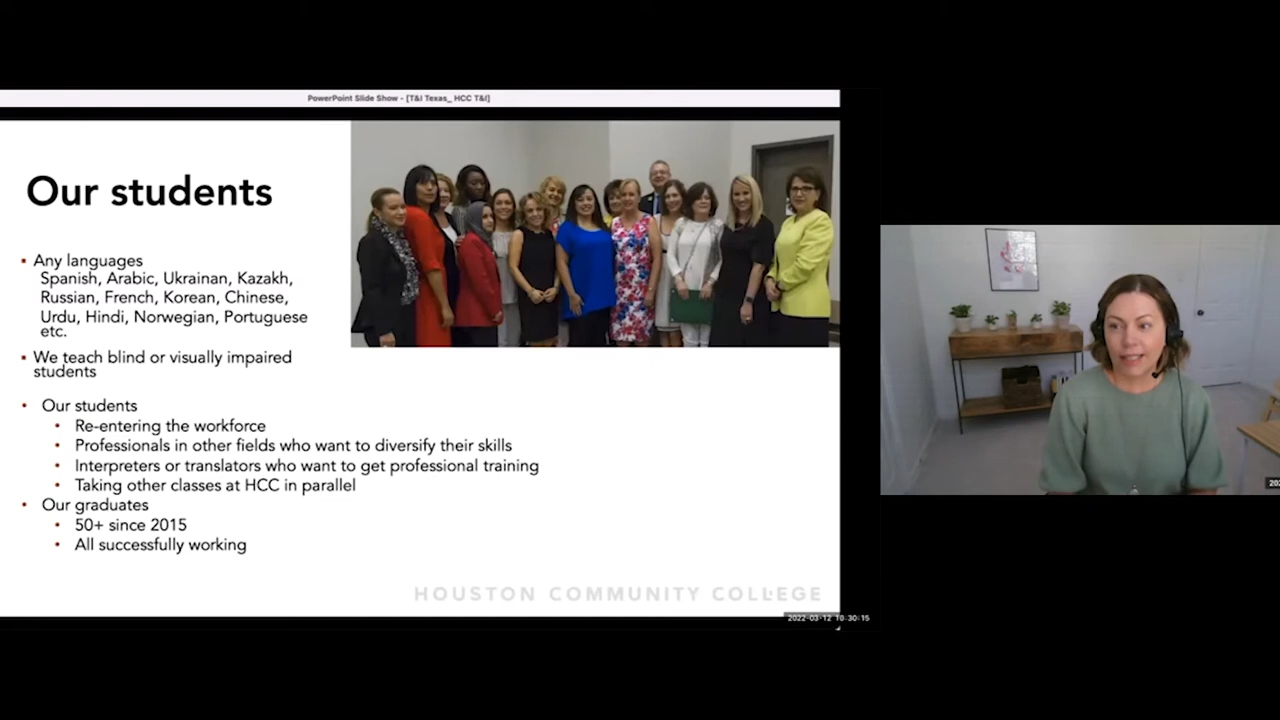 PowerPoint Slide Show - [T&I Texas_ HCC T&I]
Our students
Any languages
Spanish, Arabic, Ukrainan, Kazakh,
Russian, French, Korean, Chinese,
Urdu, Hindi, Norwegian, Portuguese
etc.
We teach blind or visually impaired
students
Our students
Re-entering the workforce
Professionals in other fields who want to diversify their skills
Interpreters or translators who want to get professional training
Taking other classes at HCC in parallel
Our graduates
50+ since 2015
All successfully working
HOUSTON COMMUNITY COLLEGE
2022-03-12 10:30:15